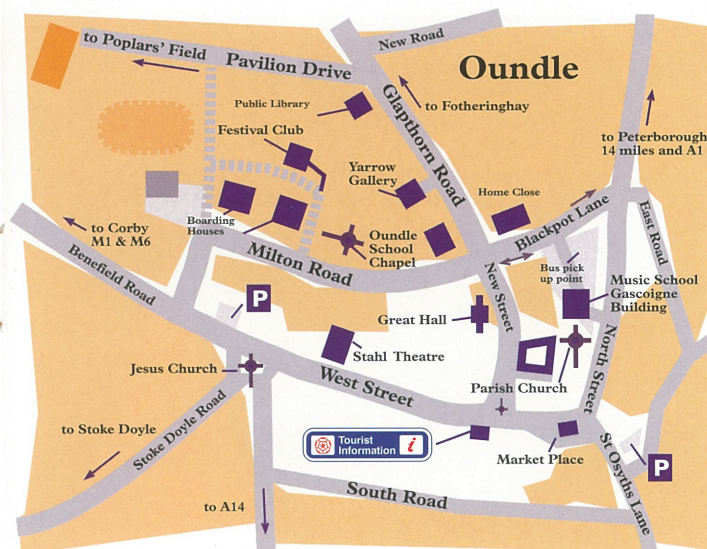 to Poplars' Field
Pavilion Drive
New Road
Oundle
Public Library
to Fotheringhay
Festival Club
Glapthorn Road
to Peterborough
14 miles and A1
Yarrow
Gallery
Home Close
Boarding
Houses
Oundle
School
Chapel
Blackpot Lane
East Road
to Corby
M1 & M6
Benefield Road
Milton Road
Bus pick
up point
New Street
Music School
Gascoigne
Building
P
Great Hall
North Street
Stahl Theatre
Jesus Church
West Street
Parish Church
to Stoke Doyle
Stoke Doyle Road
Tourist
Information
i
Market Place
St Osyths Lane
P
South Road
to A14